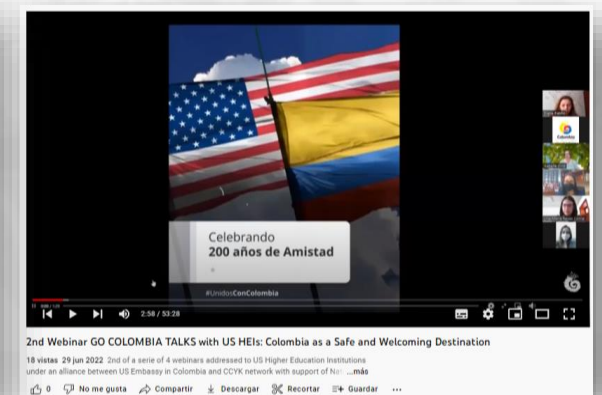 Celebrando
200 años de Amistad
#UnidosConColombia
2:58 / 53:28
2nd Webinar GO COLOMBIA TALKS with US HEIs: Colombia as a Safe and Welcoming Destination
18 vistas 29 jun 2022 2nd of a serie of 4 webinars addressed to US Higher Education Institutions
under an alliance between US Embassy in Colombia and CCYK network with support of ...más
0 No me gusta Compartir Descargar Recortar Guardar ...